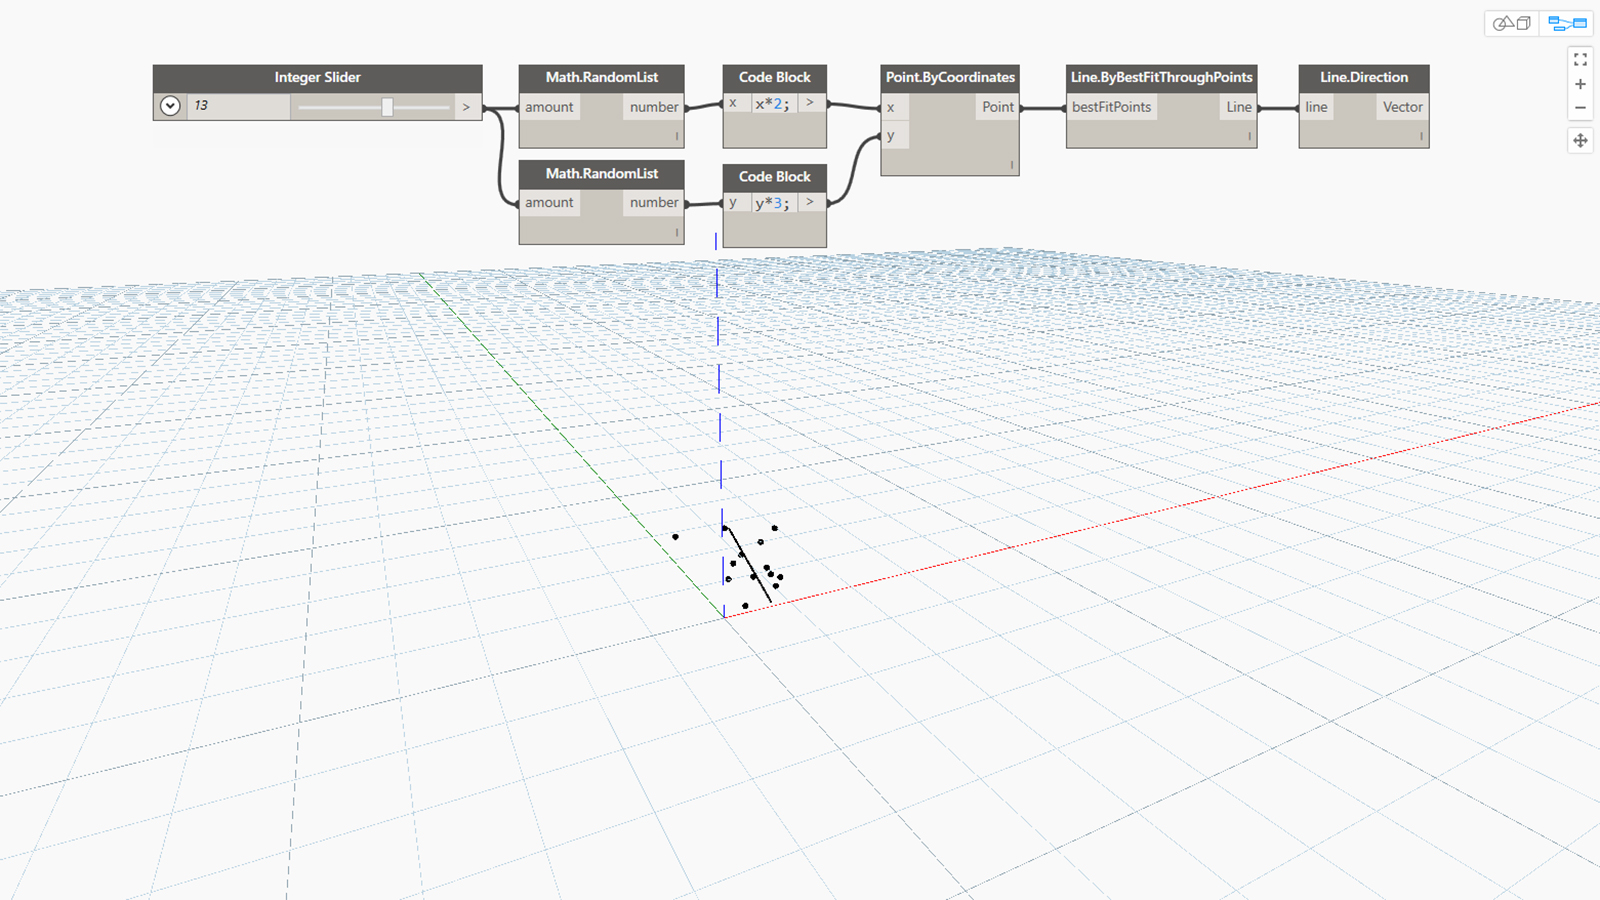 Integer Slider
13 >
Math.RandomList
amount number
Code Block
x x*2; >
Point.ByCoordinates
x Point
y
Line.ByBestFitThroughPoints
bestFitPoints Line
Line.Direction
line Vector
Math.RandomList
amount number
Code Block
y y*3; >